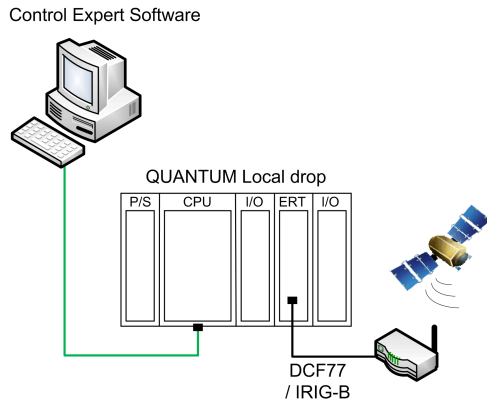 Control Expert Software
QUANTUM Local drop
P/S CPU I/O ERT I/O
DCF77
/ IRIG-B